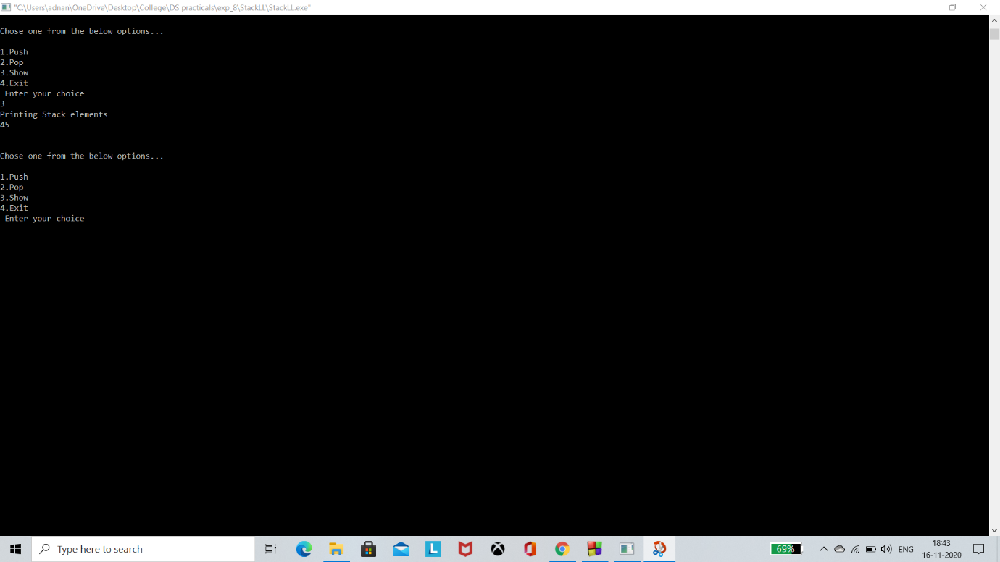 "C:\Users\adnan\OneDrive\Desktop\College\DS practicals\exp_8\StackLL\StackLL.exe"
Chose one from the below options...
1.Push
2.Pop
3.Show
4.Exit
Enter your choice
3
Printing Stack elements
45
Chose one from the below options...
1.Push
2.Pop
3.Show
4.Exit
Enter your choice
Type here to search
L
69%
ENG
18:43
16-11-2020